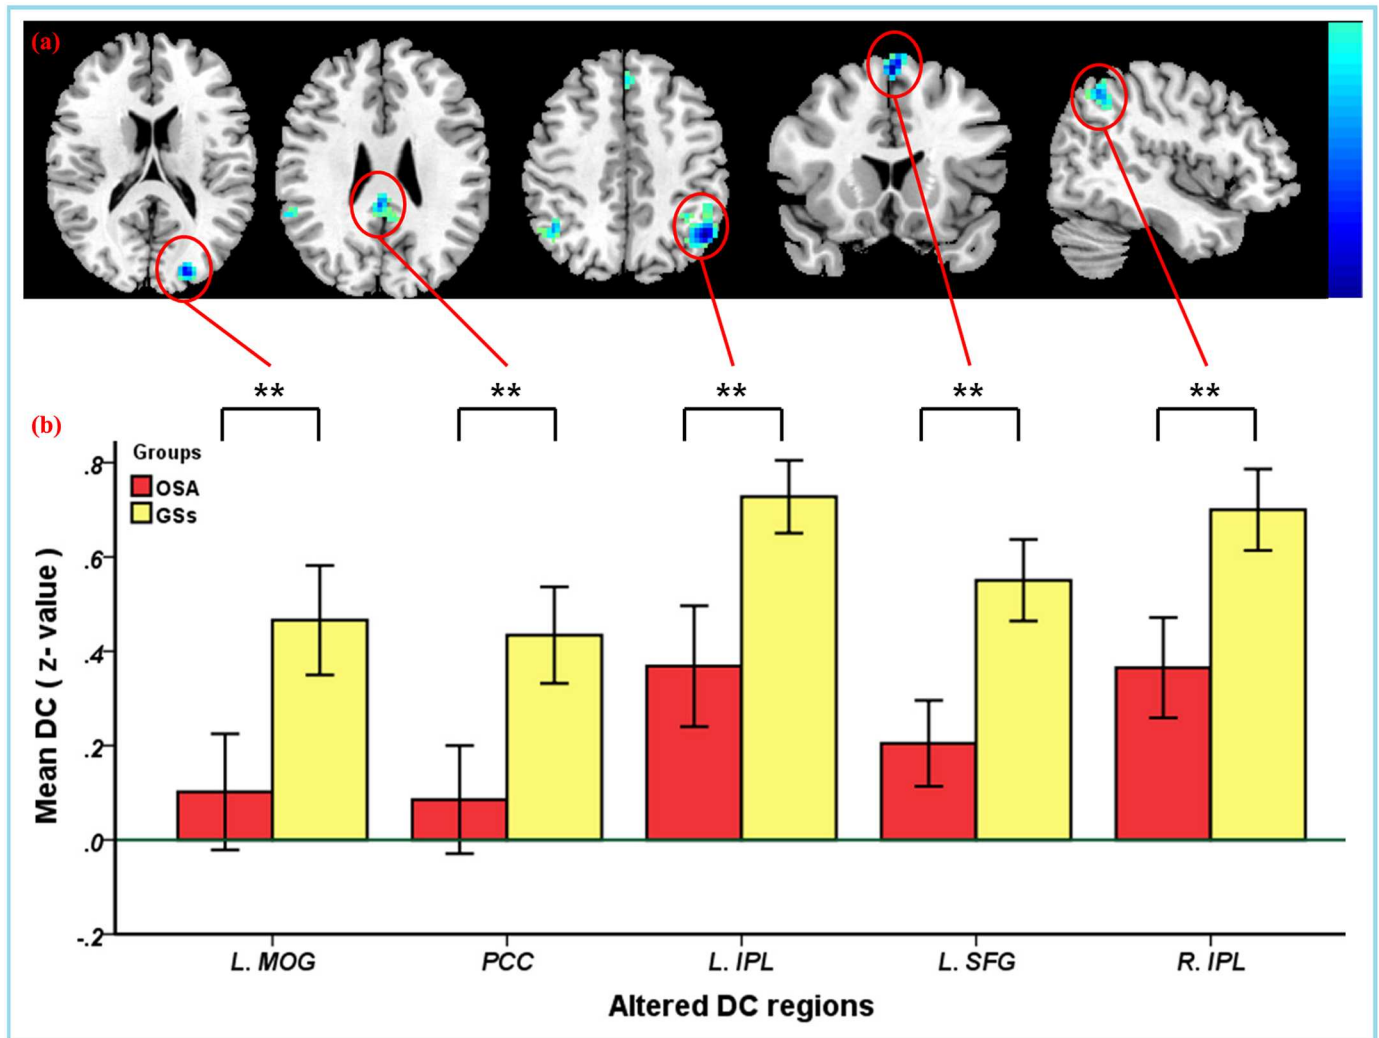 (a)
** ** ** ** **
(b)
Groups
OSA
GSs
.8
.6
.4
.2
.0
-.2
Mean DC ( z- value )
L. MOG PCC L. IPL L. SFG R. IPL
Altered DC regions